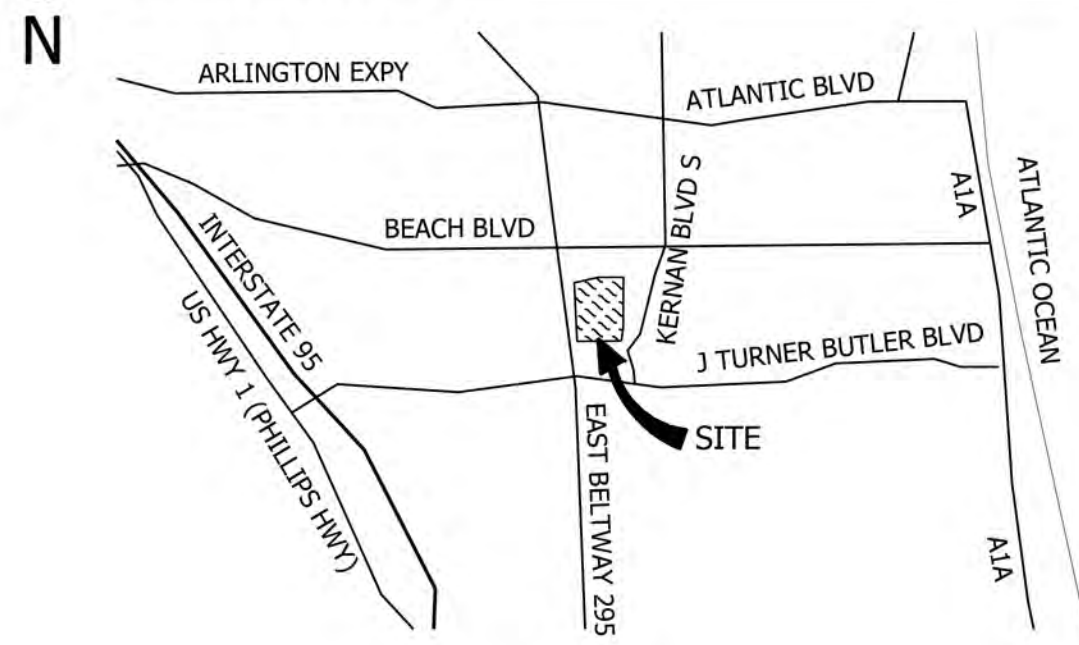 N
ARLINGTON EXPY
ATLANTIC BLVD
A1A
ATLANTIC OCEAN
KERNAN BLVD S
BEACH BLVD
INTERSTATE 95
US HWY 1 (PHILLIPS HWY)
J TURNER BUTLER BLVD
SITE
EAST BELTWAY 295
A1A